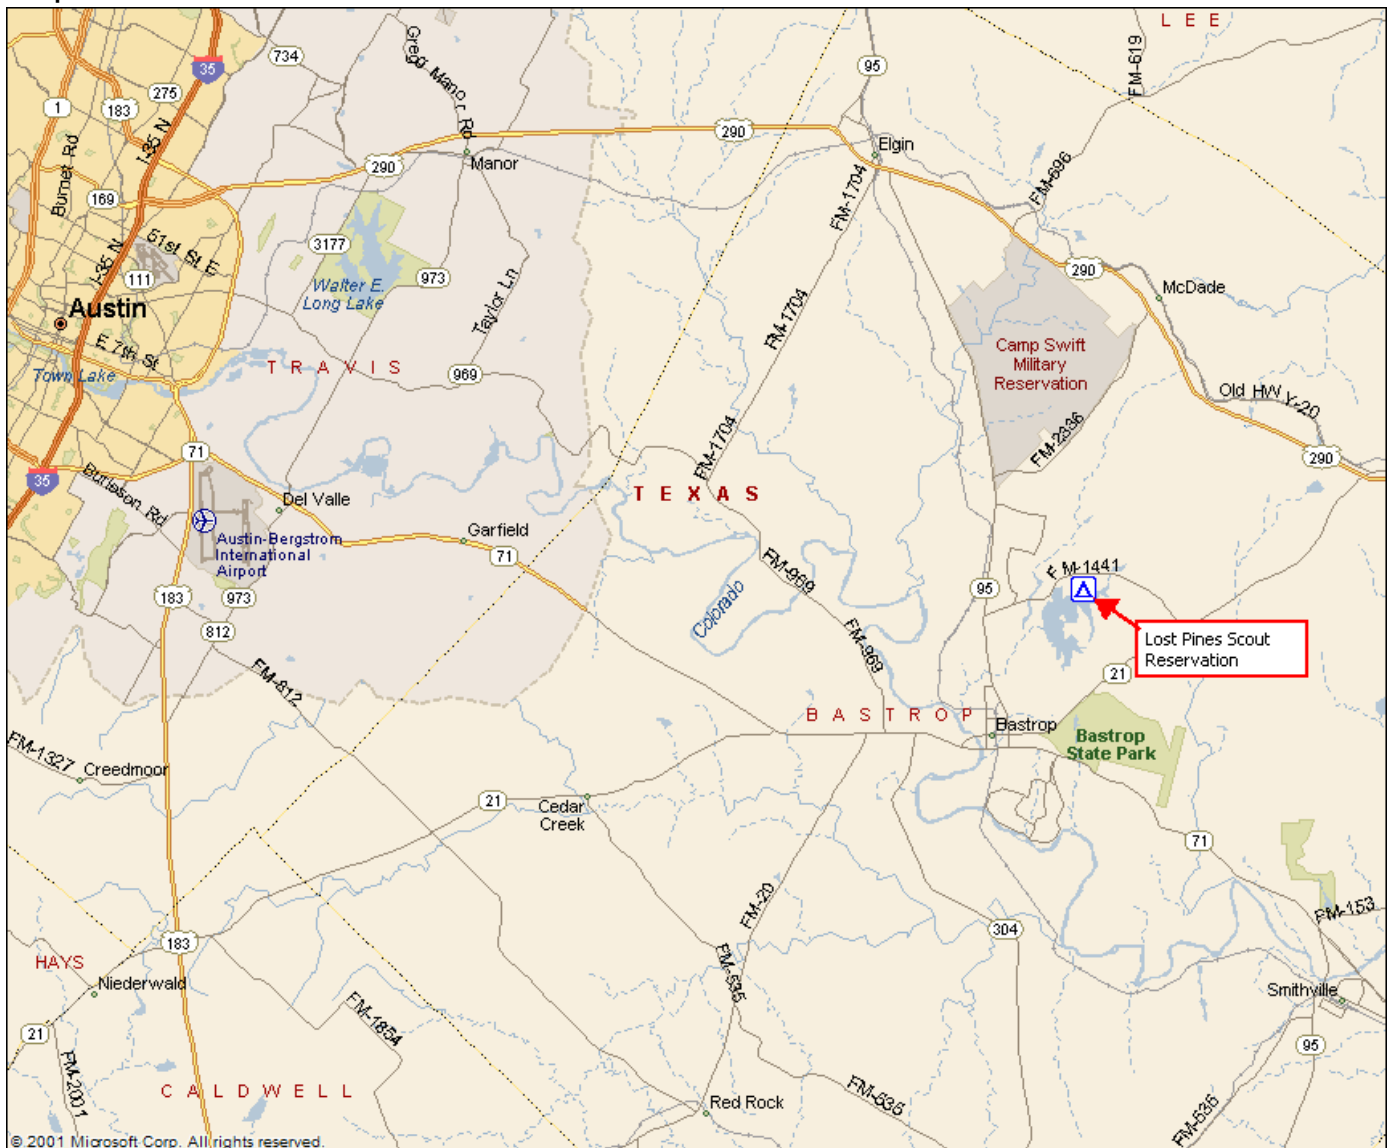 LEE
734
35
Gregg Manor Rd
95
FM-619
1
183
275
290
Elgin
Burnet Rd
I-35 N
290
Manor
FM-1704
FM-696
169
51st St E
3177
973
111
I-35 N
Walter E.
Long Lake
Taylor Ln
FM-1704
290
McDade
Austin
E 7th St
Town Lake
TRAVIS
969
Camp Swift
Military
Reservation
Old HWY-20
FM-1704
FM-2336
71
290
35
Burleson Rd
Del Valle
TEXAS
Garfield
71
Austin-Bergstrom
International
Airport
183
973
812
FM-969
Colorado
95
FM-1441
Lost Pines Scout
Reservation
FM-969
21
FM-812
BASTROP
Bastrop
Bastrop
State Park
FM-1327
Creedmoor
21
Cedar
Creek
71
FM-20
304
FM-153
183
HAYS
Niederwald
FM-535
Smithville
21
FM-1854
95
FM-2001
CALDWELL
Red Rock
FM-535
FM-535
© 2001 Microsoft Corp. All rights reserved.